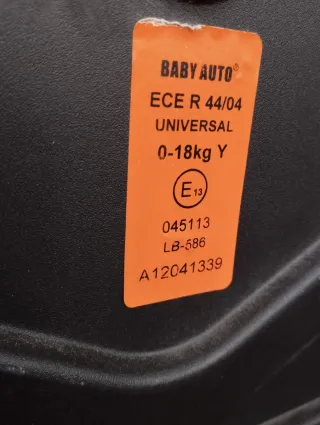 BABY AUTO®
ECE R 44/04
UNIVERSAL
0-18kg Y
E13
045113
LB-586
A12041339